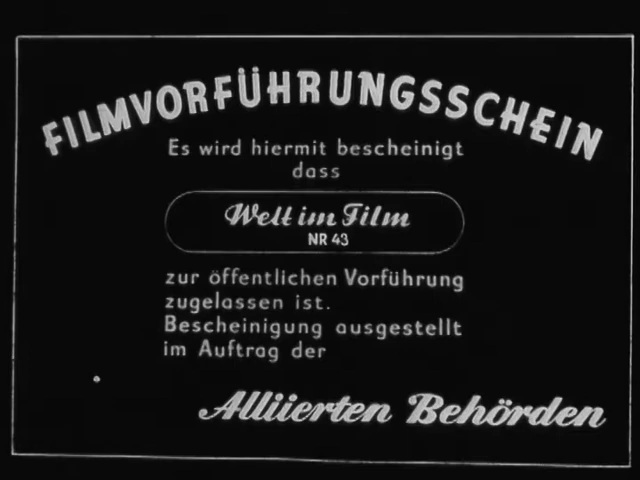 FILMVORFÜHRUNGSSCHEIN
Es wird hiermit bescheinigt
dass
Welt im Film
NR 43
zur öffentlichen Vorführung
zugelassen ist.
Bescheinigung ausgestellt
im Auftrag der
Alliierten Behörden